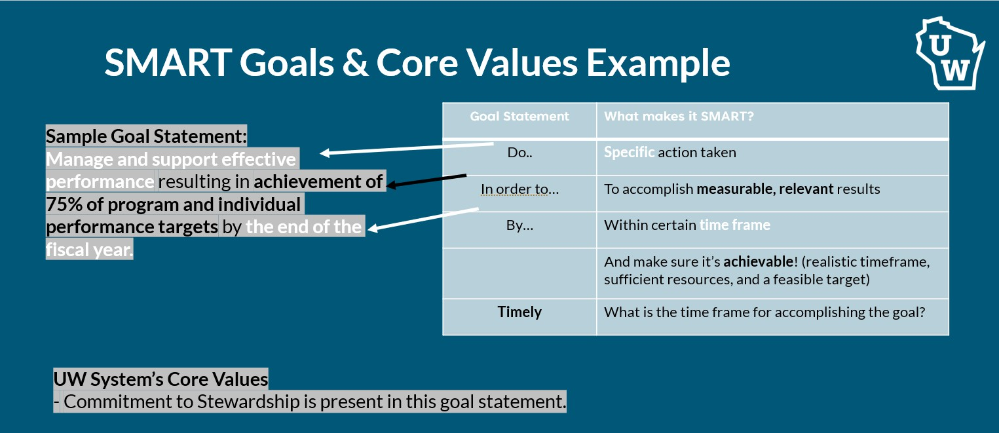 SMART Goals & Core Values Example
U
W
Sample Goal Statement:
Manage and support effective
performance resulting in achievement of
75% of program and individual
performance targets by the end of the
fiscal year.
Goal Statement What makes it SMART?
Do.. Specific action taken
In order to... To accomplish measurable, relevant results
By... Within certain time frame
And make sure it’s achievable! (realistic timeframe,
sufficient resources, and a feasible target)
Timely What is the time frame for accomplishing the goal?
UW System’s Core Values
- Commitment to Stewardship is present in this goal statement.